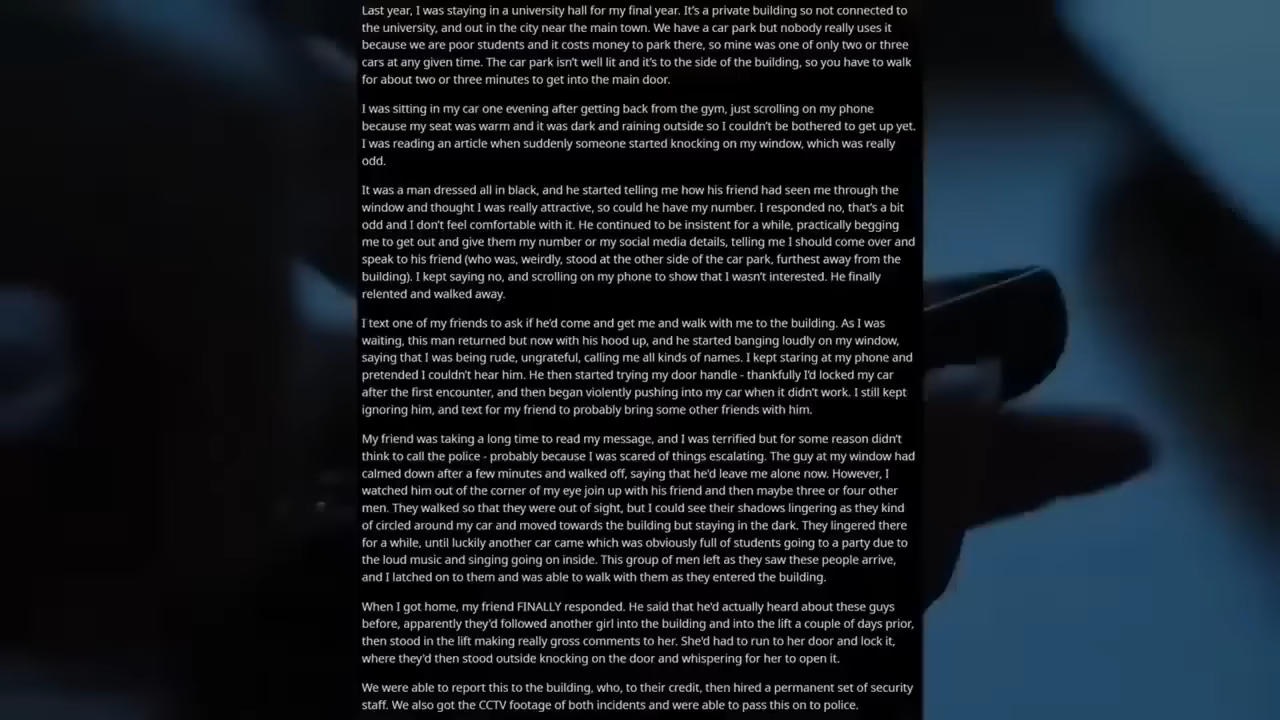 Last year, I was staying in a university hall for my final year. It's a private building so not connected to
the university, and out in the city near the main town. We have a car park but nobody really uses it
because we are poor students and it costs money to park there, so mine was one of only two or three
cars at any given time. The car park isn't well lit and it's to the side of the building, so you have to walk
for about two or three minutes to get into the main door.
I was sitting in my car one evening after getting back from the gym, just scrolling on my phone
because my seat was warm and it was dark and raining outside so I couldn't be bothered to get up yet.
I was reading an article when suddenly someone started knocking on my window, which was really
odd.
It was a man dressed all in black, and he started telling me how his friend had seen me through the
window and thought I was really attractive, so could he have my number. I responded no, that's a bit
odd and I don't feel comfortable with it. He continued to be insistent for a while, practically begging
me to get out and give them my number or my social media details, telling me I should come over and
speak to his friend (who was, weirdly, stood at the other side of the car park, furthest away from the
building). I kept saying no, and scrolling on my phone to show that I wasn't interested. He finally
relented and walked away.
I text one of my friends to ask if he'd come and get me and walk with me to the building. As I was
waiting, this man returned but now with his hood up, and he started banging loudly on my window,
saying that I was being rude, ungrateful, calling me all kinds of names. I kept staring at my phone and
pretended I couldn't hear him. He then started trying my door handle - thankfully I'd locked my car
after the first encounter, and then began violently pushing into my car when it didn't work. I still kept
ignoring him, and text for my friend to probably bring some other friends with him.
My friend was taking a long time to read my message, and I was terrified but for some reason didn't
think to call the police - probably because I was scared of things escalating. The guy at my window had
calmed down after a few minutes and walked off, saying that he'd leave me alone now. However, I
watched him out of the corner of my eye join up with his friend and then maybe three or four other
men. They walked so that they were out of sight, but I could see their shadows lingering as they kind
of circled around my car and moved towards the building but staying in the dark. They lingered there
for a while, until luckily another car came which was obviously full of students going to a party due to
the loud music and singing going on inside. This group of men left as they saw these people arrive,
and I latched on to them and was able to walk with them as they entered the building.
When I got home, my friend FINALLY responded. He said that he'd actually heard about these guys
before, apparently they'd followed another girl into the building and into the lift a couple of days prior,
then stood in the lift making really gross comments to her. She'd had to run to her door and lock it,
where they'd then stood outside knocking on the door and whispering for her to open it.
We were able to report this to the building, who, to their credit, then hired a permanent set of security
staff. We also got the CCTV footage of both incidents and were able to pass this on to police.